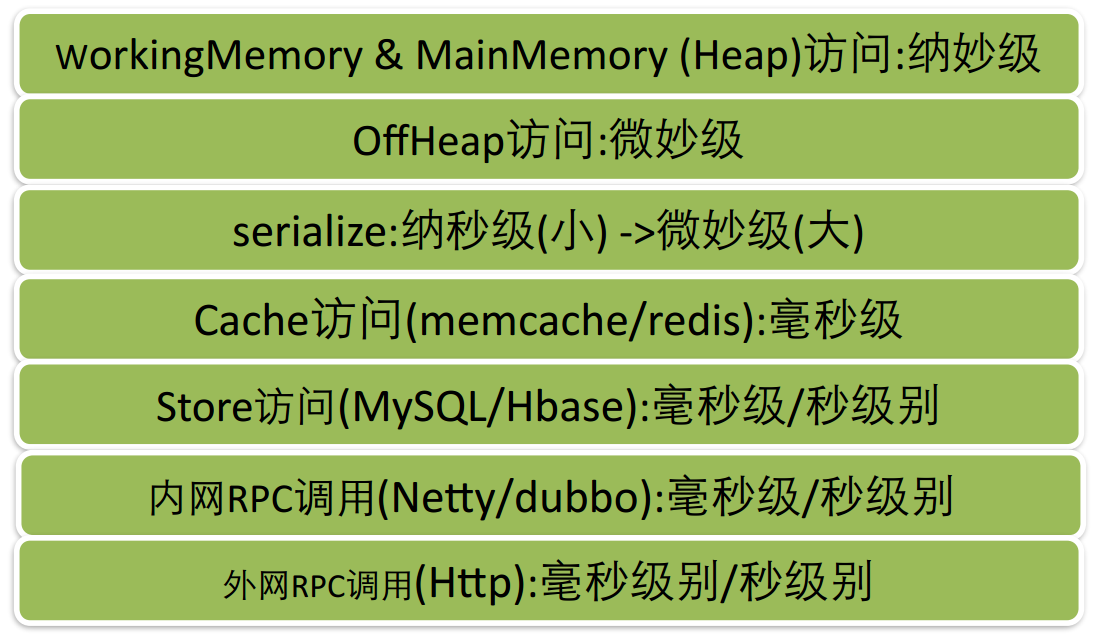 workingMemory & MainMemory (Heap)访问:纳妙级
OffHeap访问:微妙级
serialize:纳秒级(小) ->微妙级(大)
Cache访问(memcache/redis):毫秒级
Store访问(MySQL/Hbase):毫秒级/秒级别
内网RPC调用(Netty/dubbo):毫秒级/秒级别
外网RPC调用(Http):毫秒级别/秒级别